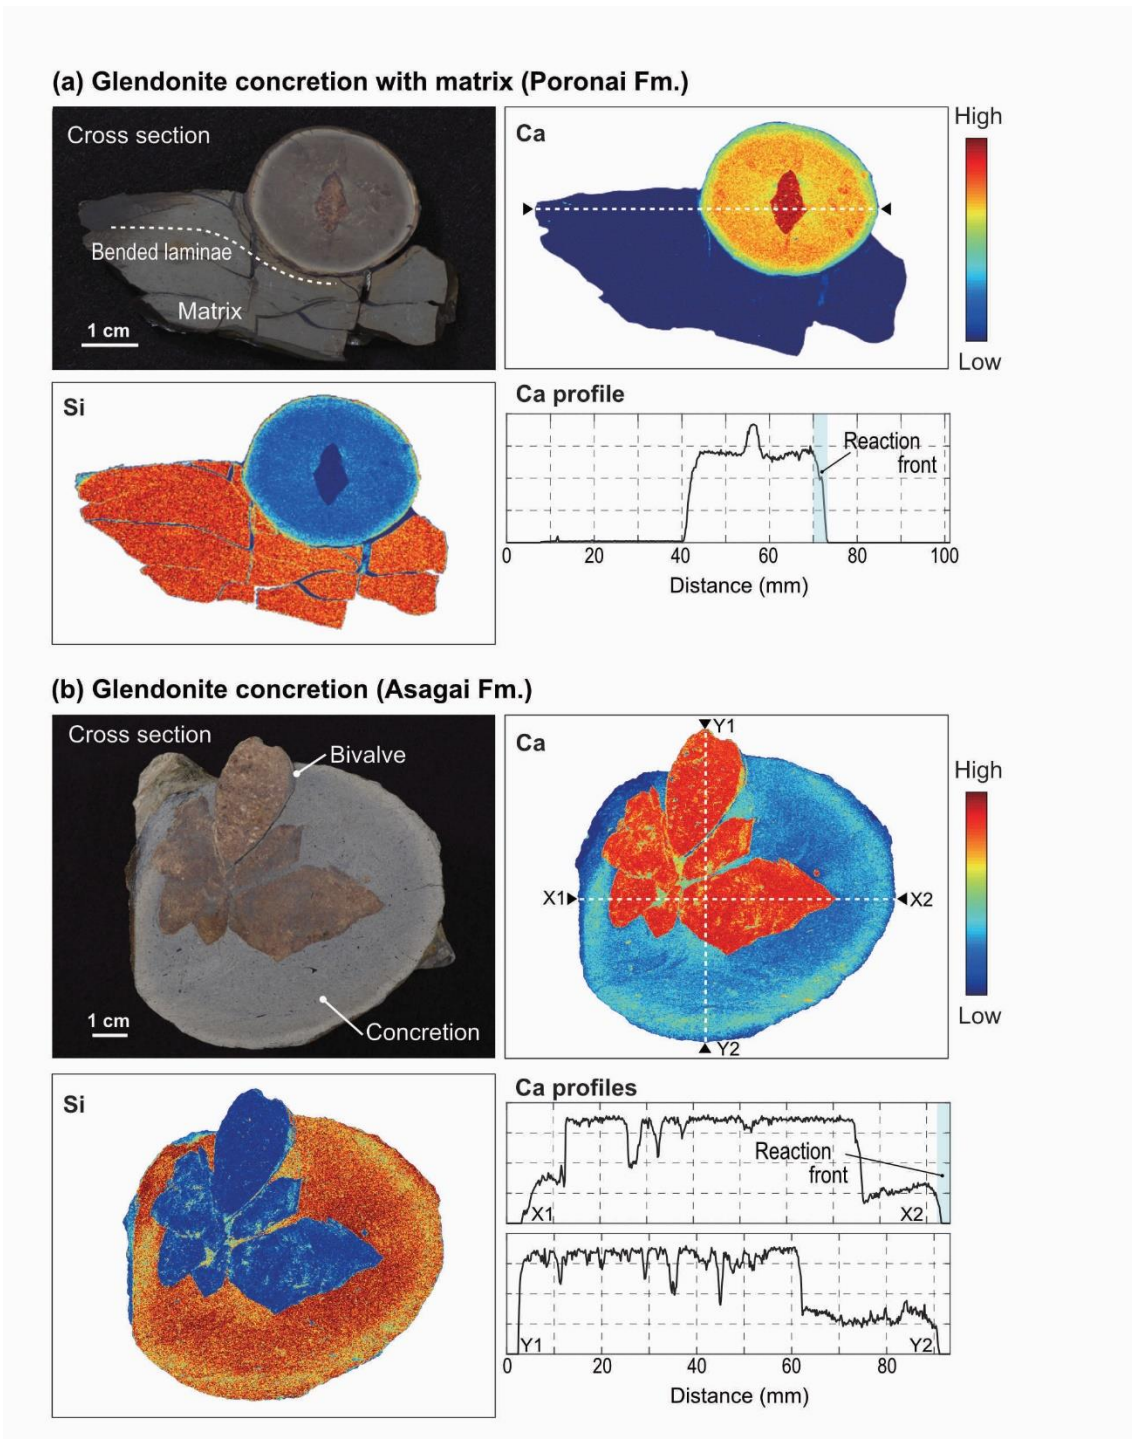 (a) Glendonite concretion with matrix (Poronai Fm.)
Cross section
Bended laminae
Matrix
1 cm
Ca
High
Low
Si
Ca profile
Reaction
front
0 20 40 60 80 100
Distance (mm)
(b) Glendonite concretion (Asagai Fm.)
Cross section
Bivalve
Concretion
1 cm
Ca
Y1
X1
X2
Y2
High
Low
Si
Ca profiles
Reaction
front
X1
X2
Y1
Y2
0 20 40 60 80
Distance (mm)